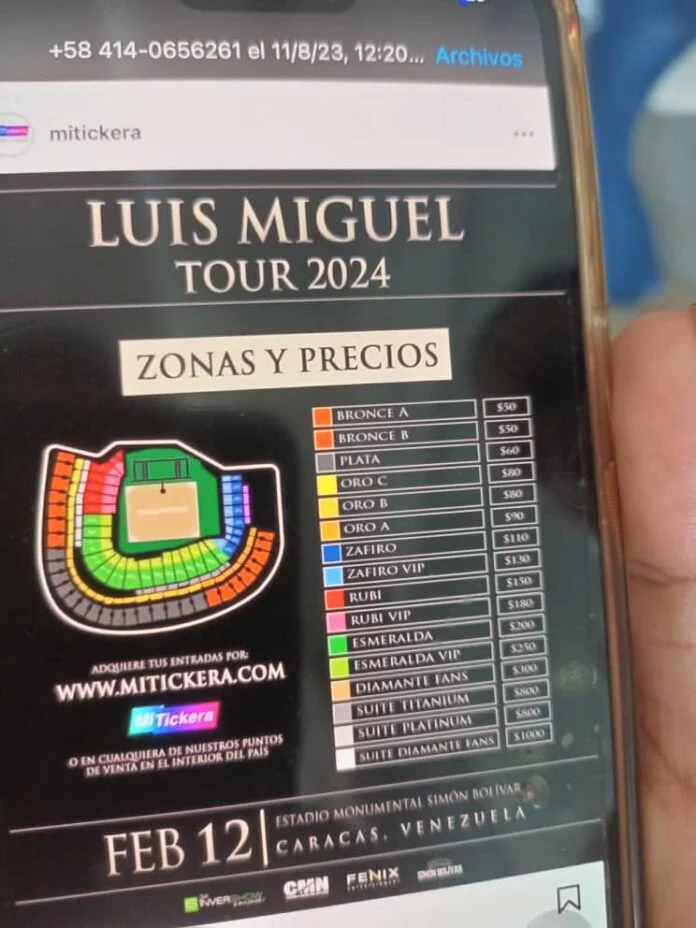 +58 414-0656261 el 11/8/23, 12:20... Archivos
mitickera
LUIS MIGUEL
TOUR 2024
ZONAS Y PRECIOS
BRONCE A $50
BRONCE B $50
PLATA $60
ORO C $80
ORO B $80
ORO A $90
ZAFIRO $110
ZAFIRO VIP $130
RUBI $150
RUBI VIP $180
ESMERALDA $200
ESMERALDA VIP $250
DIAMANTE FANS $300
SUITE TITANIUM $800
SUITE PLATINUM $800
SUITE DIAMANTE FANS $1000
ADQUIERE TUS ENTRADAS POR:
WWW.MITICKERA.COM
MiTickera
O EN CUALQUIERA DE NUESTROS PUNTOS
DE VENTA EN EL INTERIOR DEL PAÍS
FEB 12
ESTADIO MONUMENTAL SIMÓN BOLÍVAR
CARACAS, VENEZUELA
INVERSHOW
CMN
FENIX
ENTERTAINMENT
SIMÓN BOLÍVAR